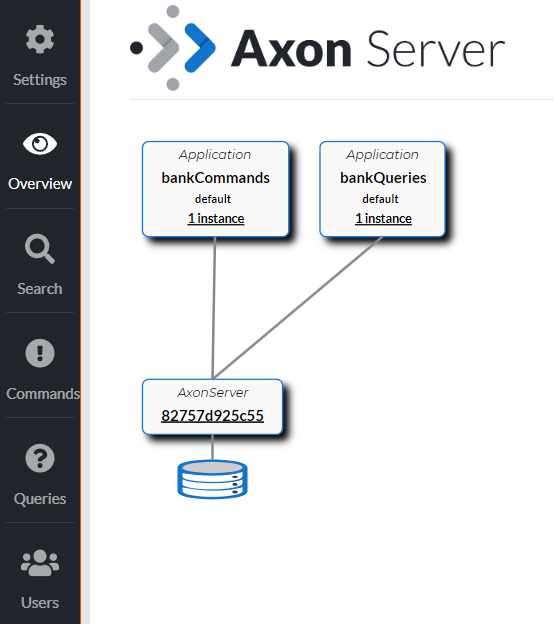 Settings
Overview
Search
Commands
Queries
Users
Axon Server
Application
bankCommands
default
1 instance
Application
bankQueries
default
1 instance
AxonServer
82757d925c55